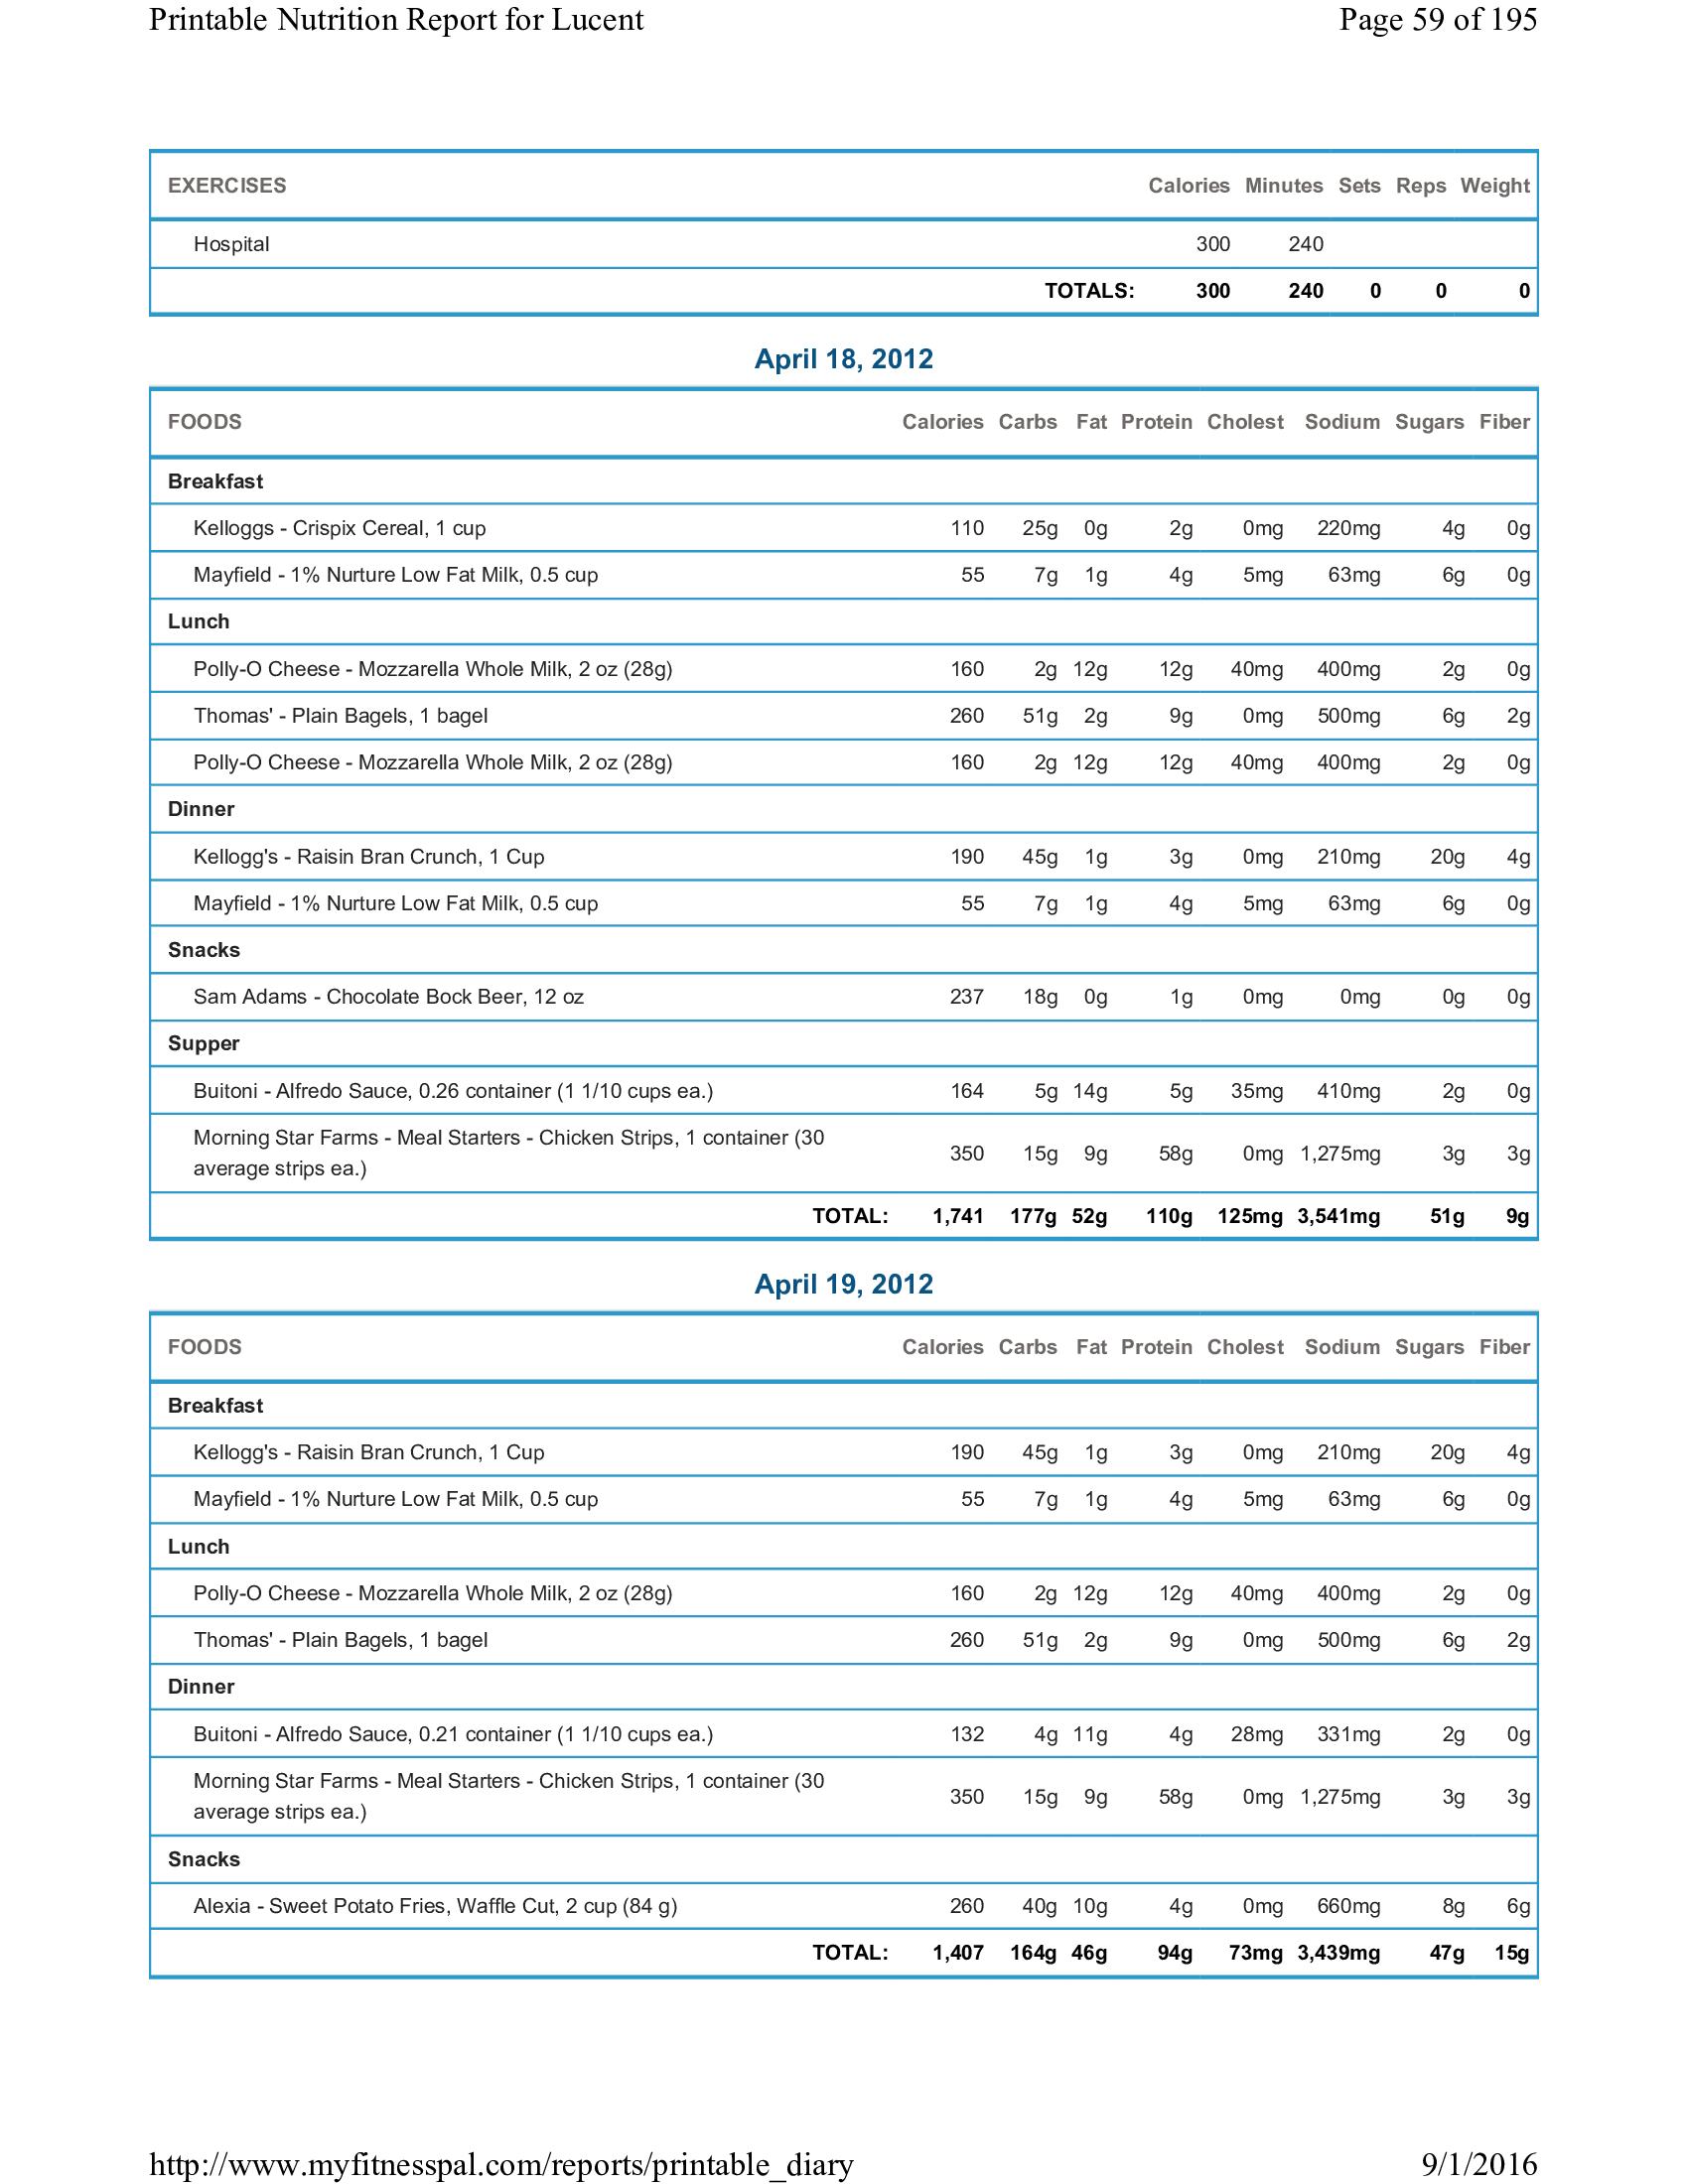 Printable Nutrition Report for Lucent Page 59 of 195
EXERCISES Calories Minutes Sets Reps Weight
Hospital 300 240
TOTALS: 300 240 0 0 0
April 18, 2012
FOODS Calories Carbs Fat Protein Cholest Sodium Sugars Fiber
Breakfast
Kelloggs - Crispix Cereal, 1 cup 110 25g 0g 2g 0mg 220mg 4g 0g
Mayfield - 1% Nurture Low Fat Milk, 0.5 cup 55 7g 1g 4g 5mg 63mg 6g 0g
Lunch
Polly-O Cheese - Mozzarella Whole Milk, 2 oz (28g) 160 2g 12g 12g 40mg 400mg 2g 0g
Thomas' - Plain Bagels, 1 bagel 260 51g 2g 9g 0mg 500mg 6g 2g
Polly-O Cheese - Mozzarella Whole Milk, 2 oz (28g) 160 2g 12g 12g 40mg 400mg 2g 0g
Dinner
Kellogg's - Raisin Bran Crunch, 1 Cup 190 45g 1g 3g 0mg 210mg 20g 4g
Mayfield - 1% Nurture Low Fat Milk, 0.5 cup 55 7g 1g 4g 5mg 63mg 6g 0g
Snacks
Sam Adams - Chocolate Bock Beer, 12 oz 237 18g 0g 1g 0mg 0mg 0g 0g
Supper
Buitoni - Alfredo Sauce, 0.26 container (1 1/10 cups ea.) 164 5g 14g 5g 35mg 410mg 2g 0g
Morning Star Farms - Meal Starters - Chicken Strips, 1 container (30
average strips ea.) 350 15g 9g 58g 0mg 1,275mg 3g 3g
TOTAL: 1,741 177g 52g 110g 125mg 3,541mg 51g 9g
April 19, 2012
FOODS Calories Carbs Fat Protein Cholest Sodium Sugars Fiber
Breakfast
Kellogg's - Raisin Bran Crunch, 1 Cup 190 45g 1g 3g 0mg 210mg 20g 4g
Mayfield - 1% Nurture Low Fat Milk, 0.5 cup 55 7g 1g 4g 5mg 63mg 6g 0g
Lunch
Polly-O Cheese - Mozzarella Whole Milk, 2 oz (28g) 160 2g 12g 12g 40mg 400mg 2g 0g
Thomas' - Plain Bagels, 1 bagel 260 51g 2g 9g 0mg 500mg 6g 2g
Dinner
Buitoni - Alfredo Sauce, 0.21 container (1 1/10 cups ea.) 132 4g 11g 4g 28mg 331mg 2g 0g
Morning Star Farms - Meal Starters - Chicken Strips, 1 container (30
average strips ea.) 350 15g 9g 58g 0mg 1,275mg 3g 3g
Snacks
Alexia - Sweet Potato Fries, Waffle Cut, 2 cup (84 g) 260 40g 10g 4g 0mg 660mg 8g 6g
TOTAL: 1,407 164g 46g 94g 73mg 3,439mg 47g 15g
http://www.myfitnesspal.com/reports/printable_diary 9/1/2016